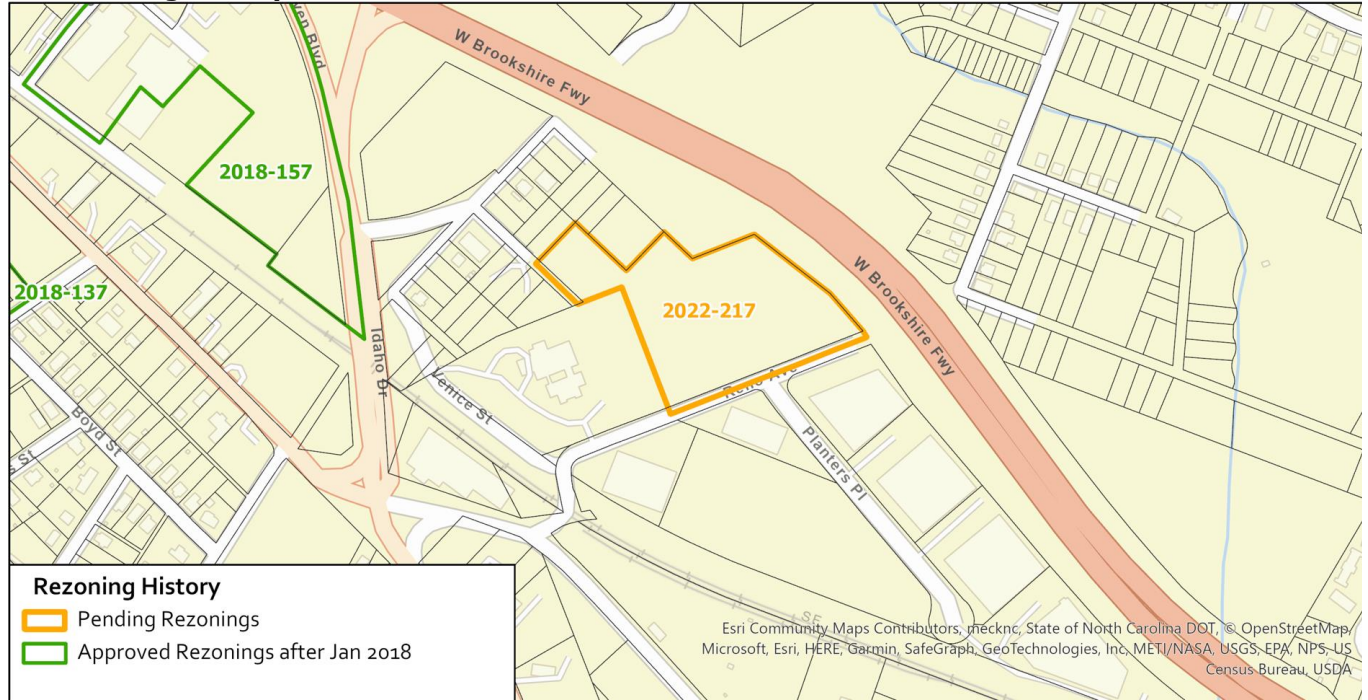 ven Blvd
W Brookshire Fwy
2018-157
2018-137
2022-217
W Brookshire Fwy
Idaho Dr
Venice St
Boyd St
Planters Pl
Rezoning History
Pending Rezonings
Approved Rezonings after Jan 2018
Esri Community Maps Contributors, mecknc, State of North Carolina DOT, © OpenStreetMap,
Microsoft, Esri, HERE, Garmin, SafeGraph, GeoTechnologies, Inc, METI/NASA, USGS, EPA, NPS, US
Census Bureau, USDA